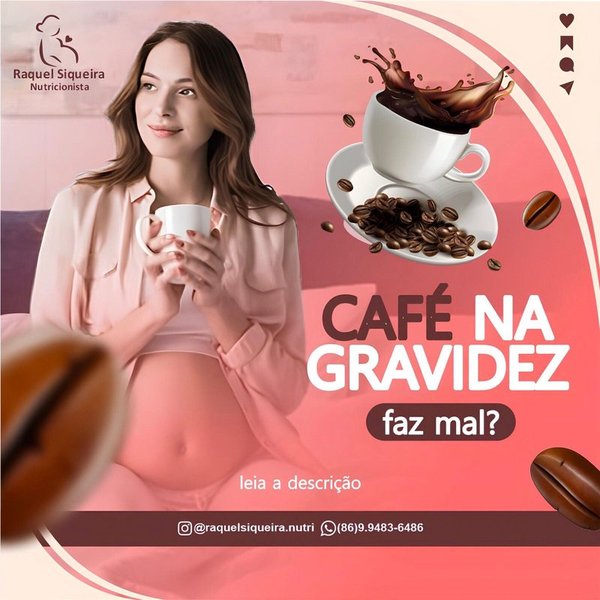 Raquel Siqueira
Nutricionista
CAFÉ NA
GRAVIDEZ
faz mal?
leia a descrição
@raquelsiqueira.nutri (86)9.9483-6486